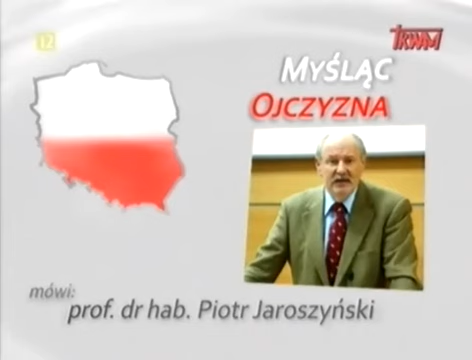 12
TRWAM
MYŚLĄC
OJCZYZNA
mówi:
prof. dr hab. Piotr Jaroszyński